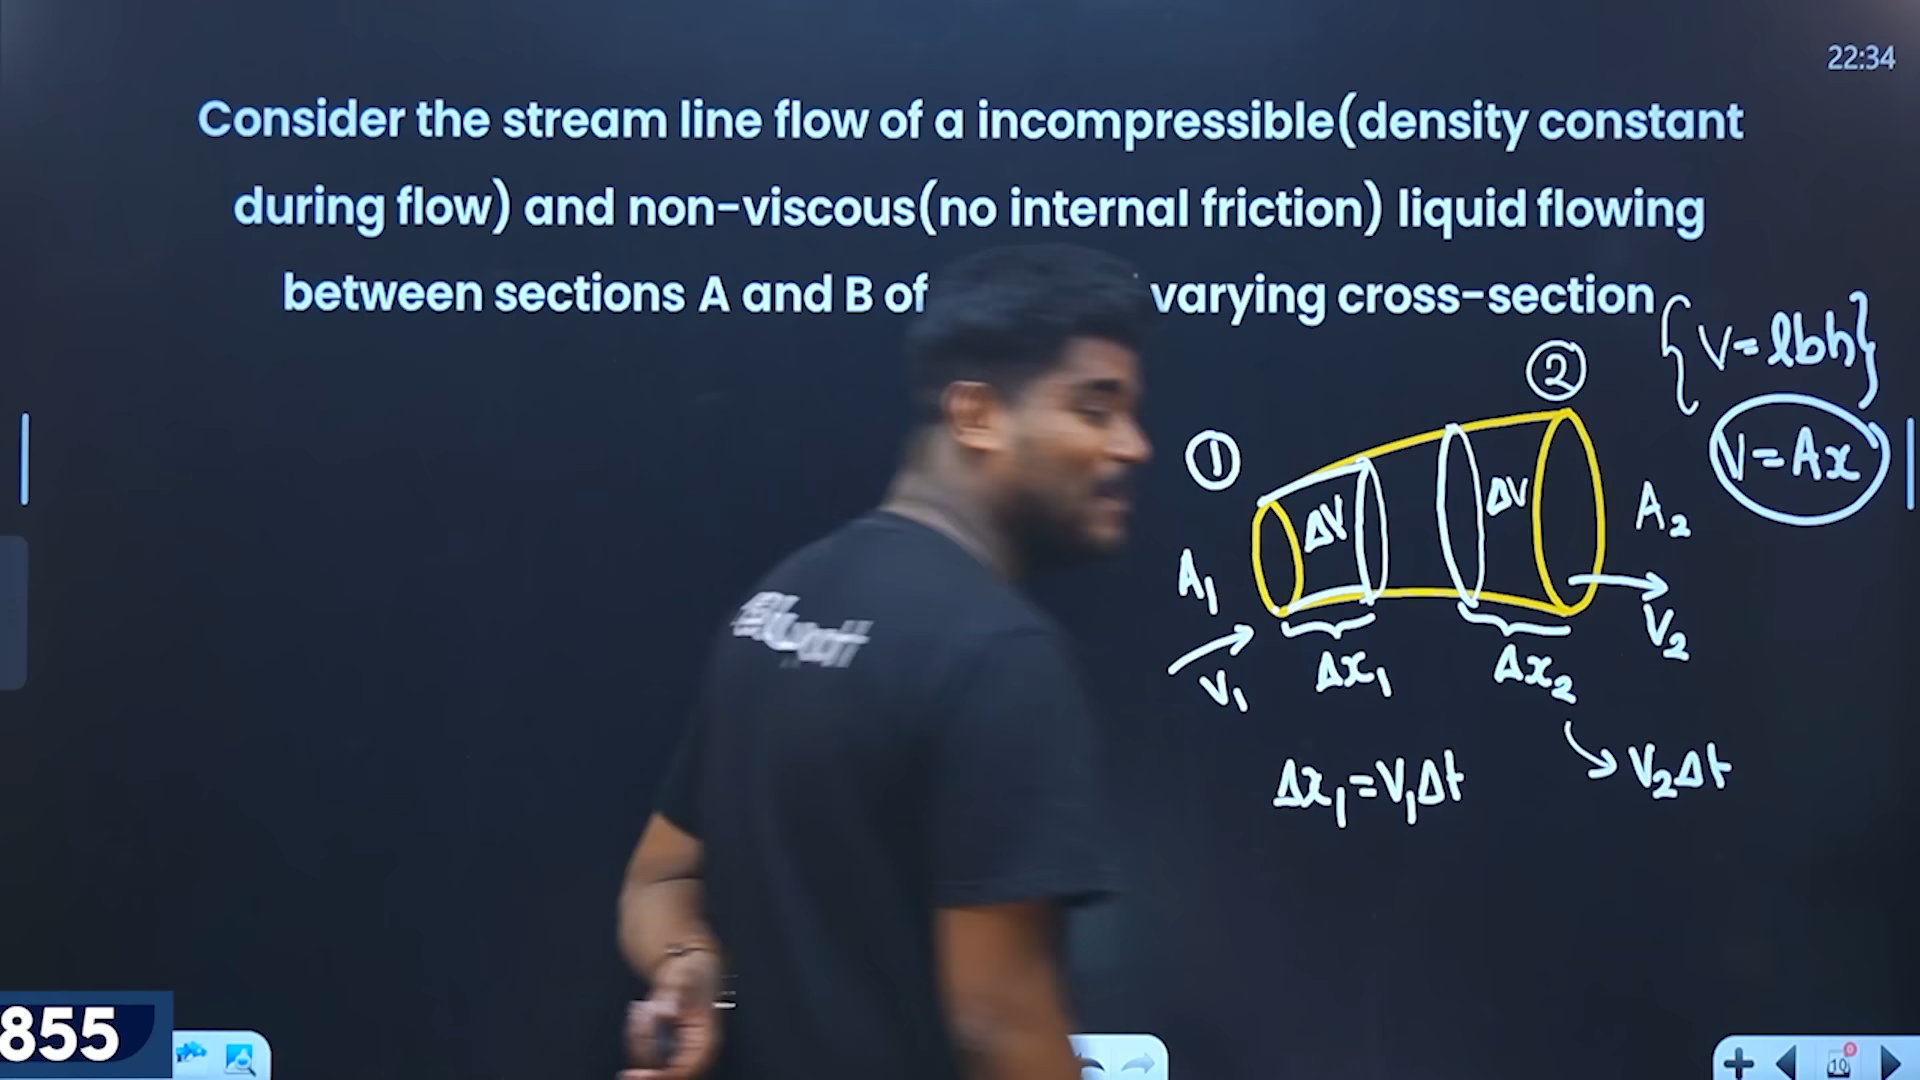 22:34
Consider the stream line flow of a incompressible(density constant
during flow) and non-viscous(no internal friction) liquid flowing
between sections A and B of varying cross-section
{V=lbh}
②
①
V=Ax
ΔV
ΔV
A₂
A₁
V₂
V₁
Δx₁
Δx₂
Δx₁=V₁Δt
V₂Δt
855
10